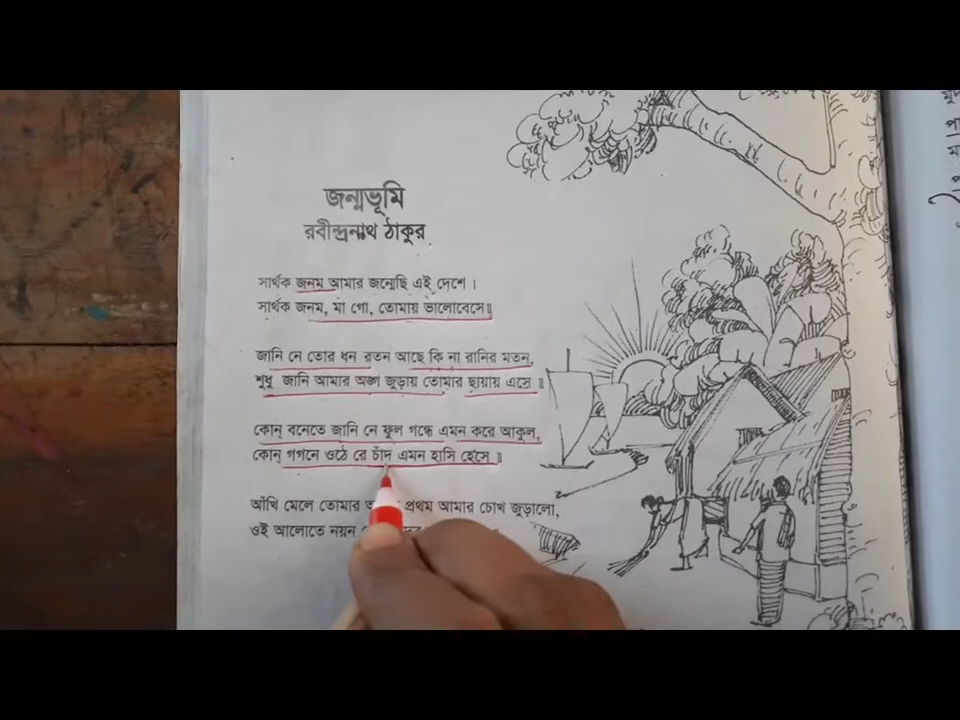 জন্মভূমি
রবীন্দ্রনাথ ঠাকুর
সার্থক জনম আমার জন্মেছি এই দেশে ।
সার্থক জনম, মা গো, তোমায় ভালোবেসে॥
জানি নে তোর ধন রতন আছে কি না রানির মতন,
শুধু জানি আমার অঙ্গ জুড়ায় তোমার ছায়ায় এসে ॥
কোন্ বনেতে জানি নে ফুল গন্ধে এমন করে আকুল,
কোন্ গগনে ওঠে রে চাঁদ এমন হাসি হেসে ॥
আঁখি মেলে তোমার প্রথম আমার চোখ জুড়ালো,
ওই আলোতে নয়ন